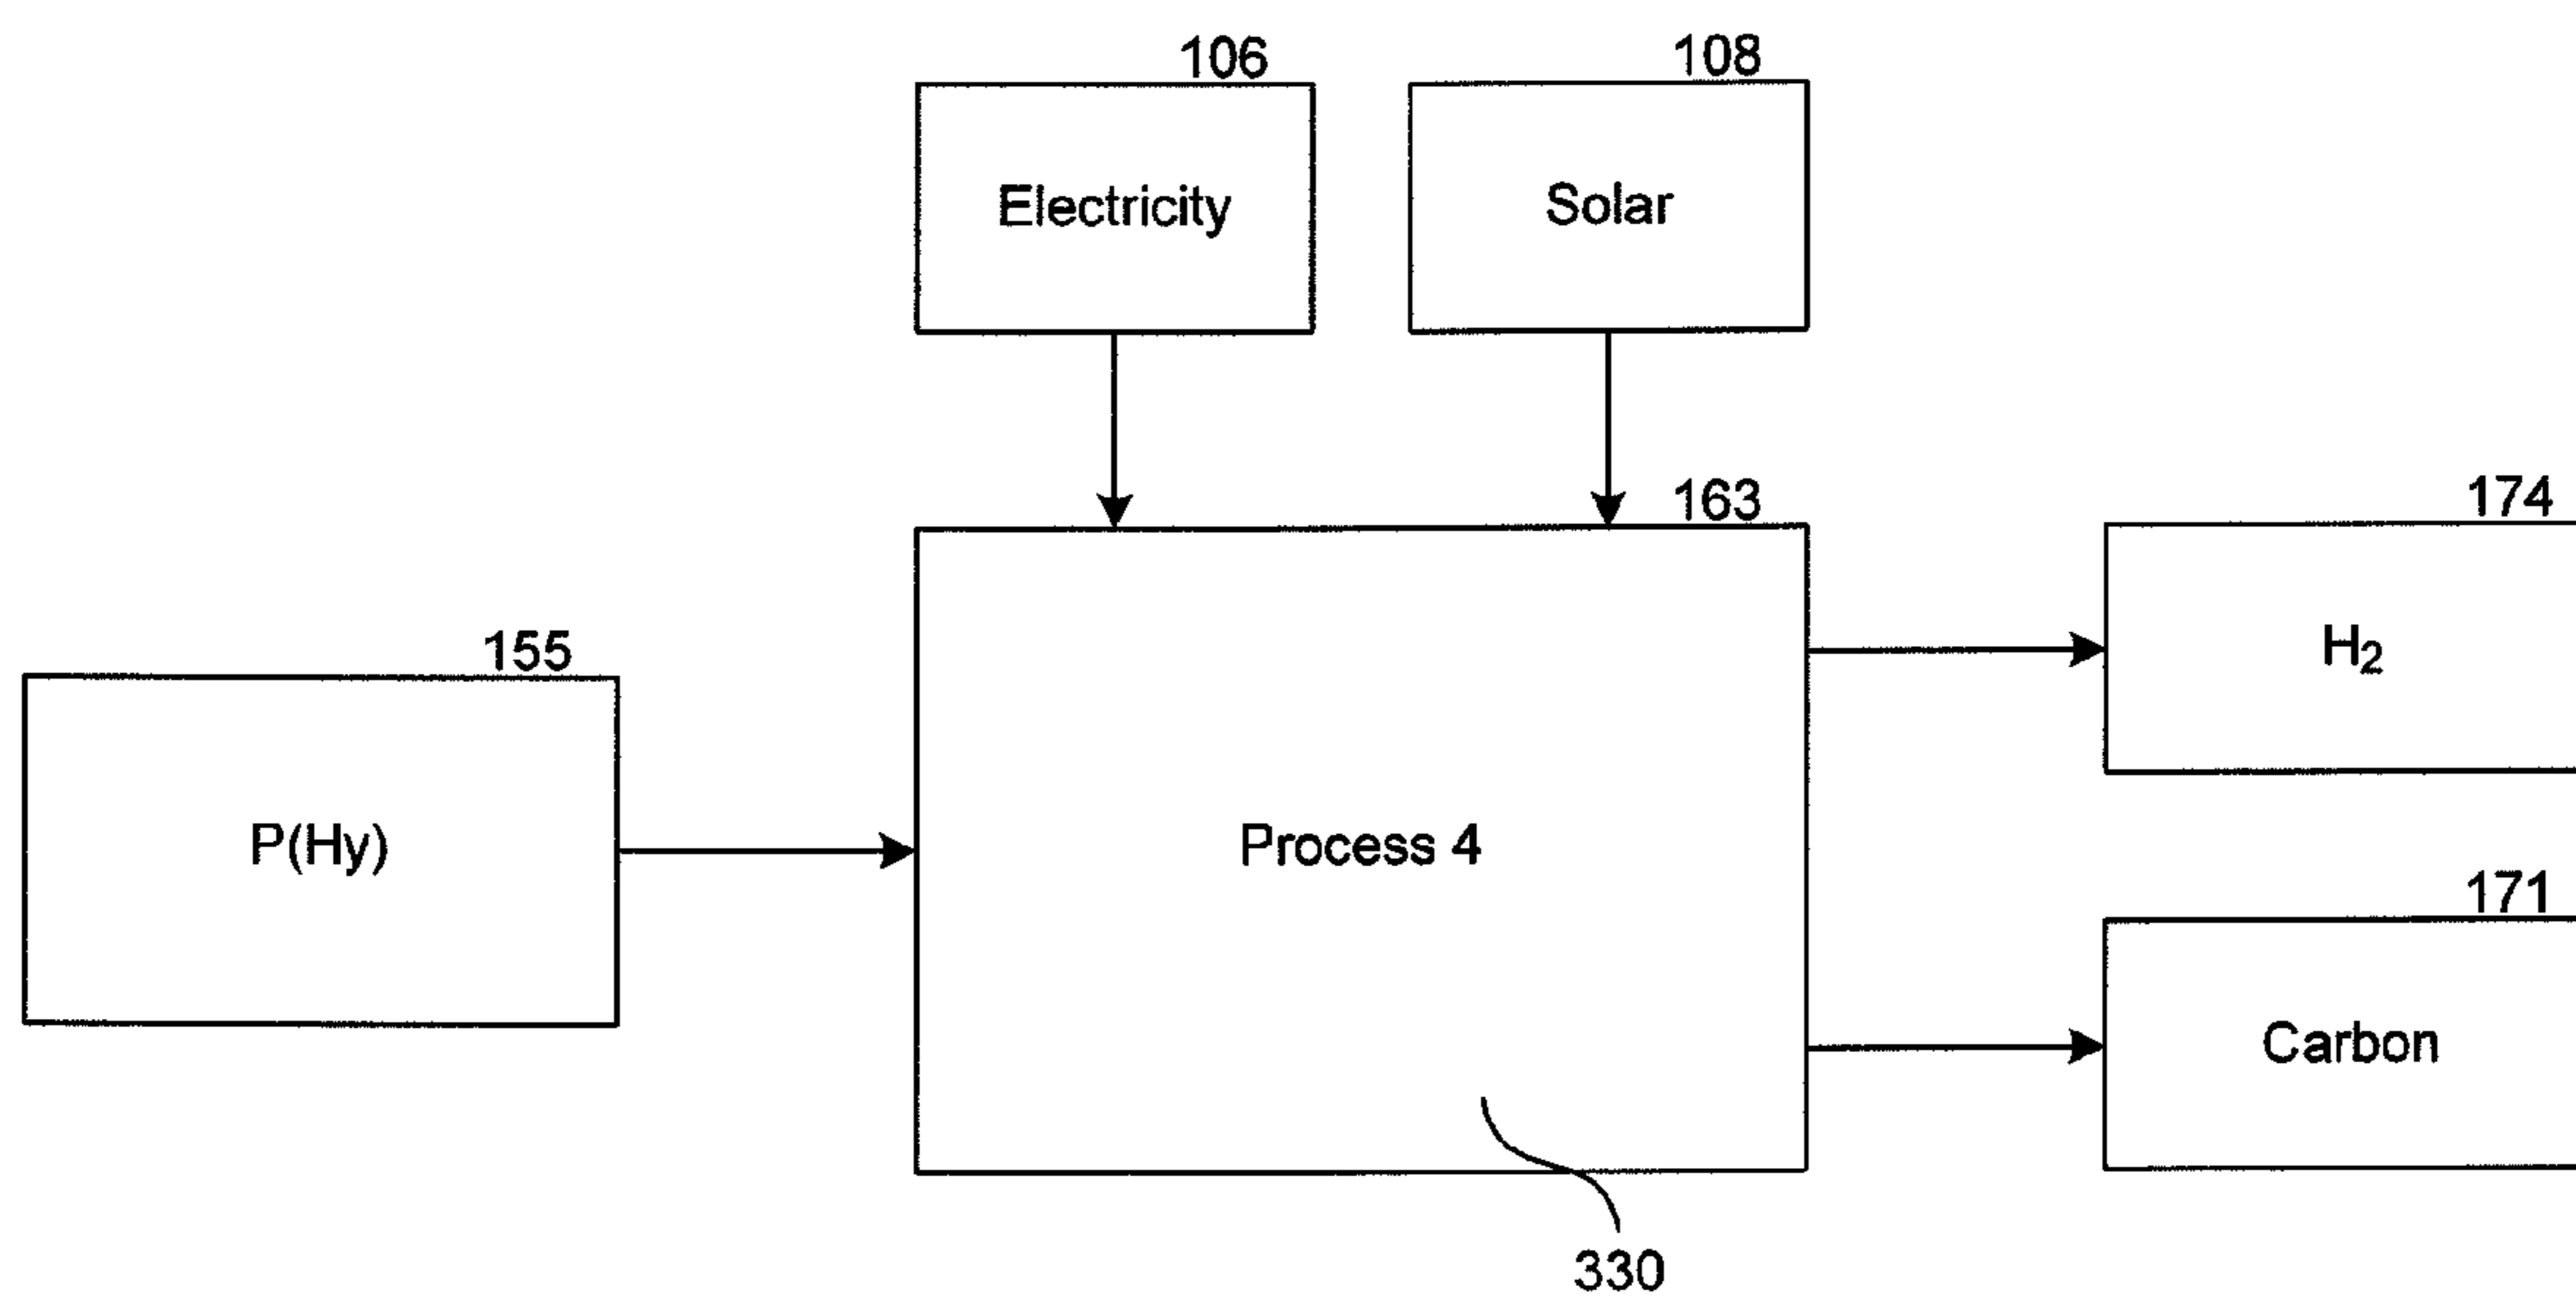 106
Electricity
108
Solar
155
P(Hy)
163
Process 4
330
174
H₂
171
Carbon